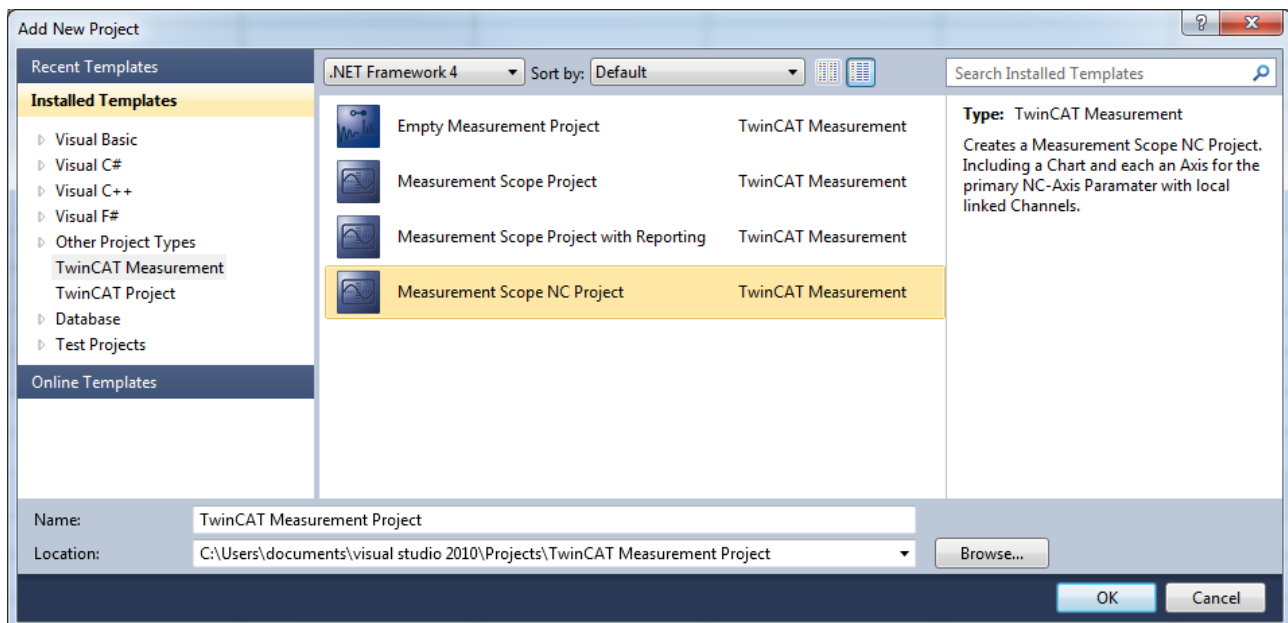 Add New Project
Recent Templates
Installed Templates
Visual Basic
Visual C#
Visual C++
Visual F#
Other Project Types
TwinCAT Measurement
TwinCAT Project
Database
Test Projects
Online Templates
.NET Framework 4 Sort by: Default
Empty Measurement Project TwinCAT Measurement
Measurement Scope Project TwinCAT Measurement
Measurement Scope Project with Reporting TwinCAT Measurement
Measurement Scope NC Project TwinCAT Measurement
Search Installed Templates
Type: TwinCAT Measurement
Creates a Measurement Scope NC Project.
Including a Chart and each an Axis for the
primary NC-Axis Paramater with local
linked Channels.
Name: TwinCAT Measurement Project
Location: C:\Users\documents\visual studio 2010\Projects\TwinCAT Measurement Project Browse...
OK Cancel